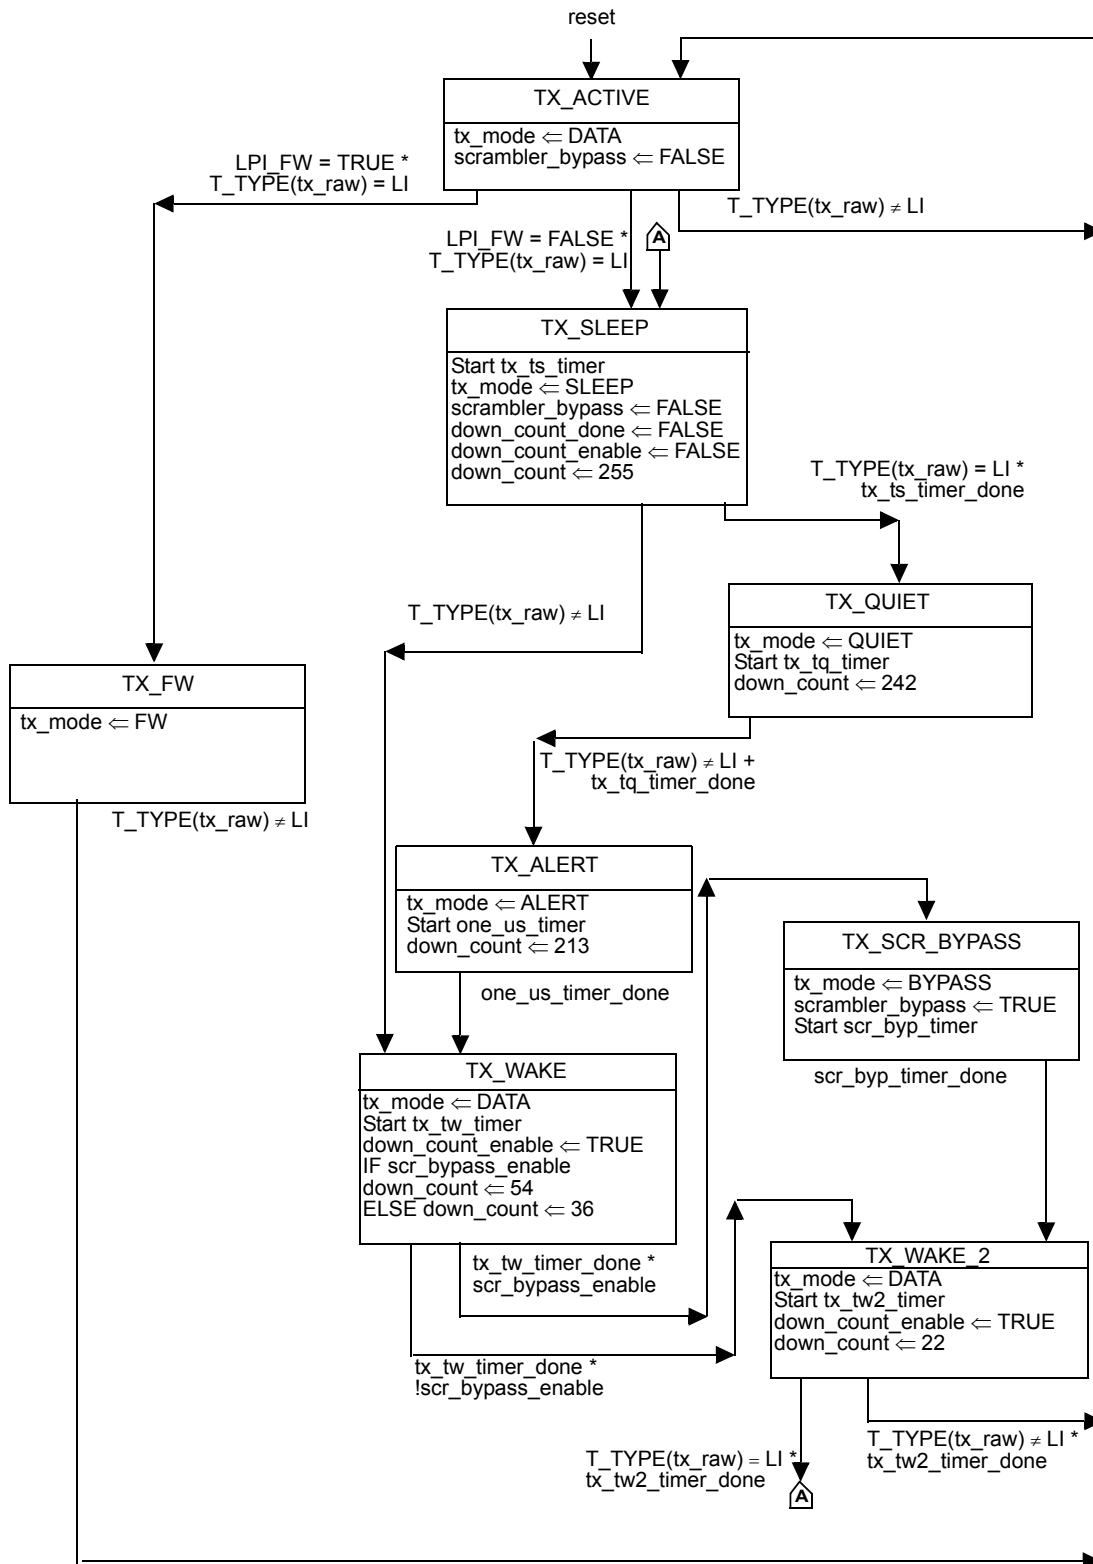 reset
TX_ACTIVE
tx_mode ⇐ DATA
scrambler_bypass ⇐ FALSE
LPI_FW = TRUE *
T_TYPE(tx_raw) = LI
T_TYPE(tx_raw) ≠ LI
LPI_FW = FALSE *
T_TYPE(tx_raw) = LI
A
TX_SLEEP
Start tx_ts_timer
tx_mode ⇐ SLEEP
scrambler_bypass ⇐ FALSE
down_count_done ⇐ FALSE
down_count_enable ⇐ FALSE
down_count ⇐ 255
T_TYPE(tx_raw) = LI *
tx_ts_timer_done
T_TYPE(tx_raw) ≠ LI
TX_QUIET
tx_mode ⇐ QUIET
Start tx_tq_timer
down_count ⇐ 242
TX_FW
tx_mode ⇐ FW
T_TYPE(tx_raw) ≠ LI
T_TYPE(tx_raw) ≠ LI +
tx_tq_timer_done
TX_ALERT
tx_mode ⇐ ALERT
Start one_us_timer
down_count ⇐ 213
one_us_timer_done
TX_SCR_BYPASS
tx_mode ⇐ BYPASS
scrambler_bypass ⇐ TRUE
Start scr_byp_timer
scr_byp_timer_done
TX_WAKE
tx_mode ⇐ DATA
Start tx_tw_timer
down_count_enable ⇐ TRUE
IF scr_bypass_enable
down_count ⇐ 54
ELSE down_count ⇐ 36
tx_tw_timer_done *
scr_bypass_enable
tx_tw_timer_done *
!scr_bypass_enable
TX_WAKE_2
tx_mode ⇐ DATA
Start tx_tw2_timer
down_count_enable ⇐ TRUE
down_count ⇐ 22
T_TYPE(tx_raw) = LI *
tx_tw2_timer_done
A
T_TYPE(tx_raw) ≠ LI *
tx_tw2_timer_done